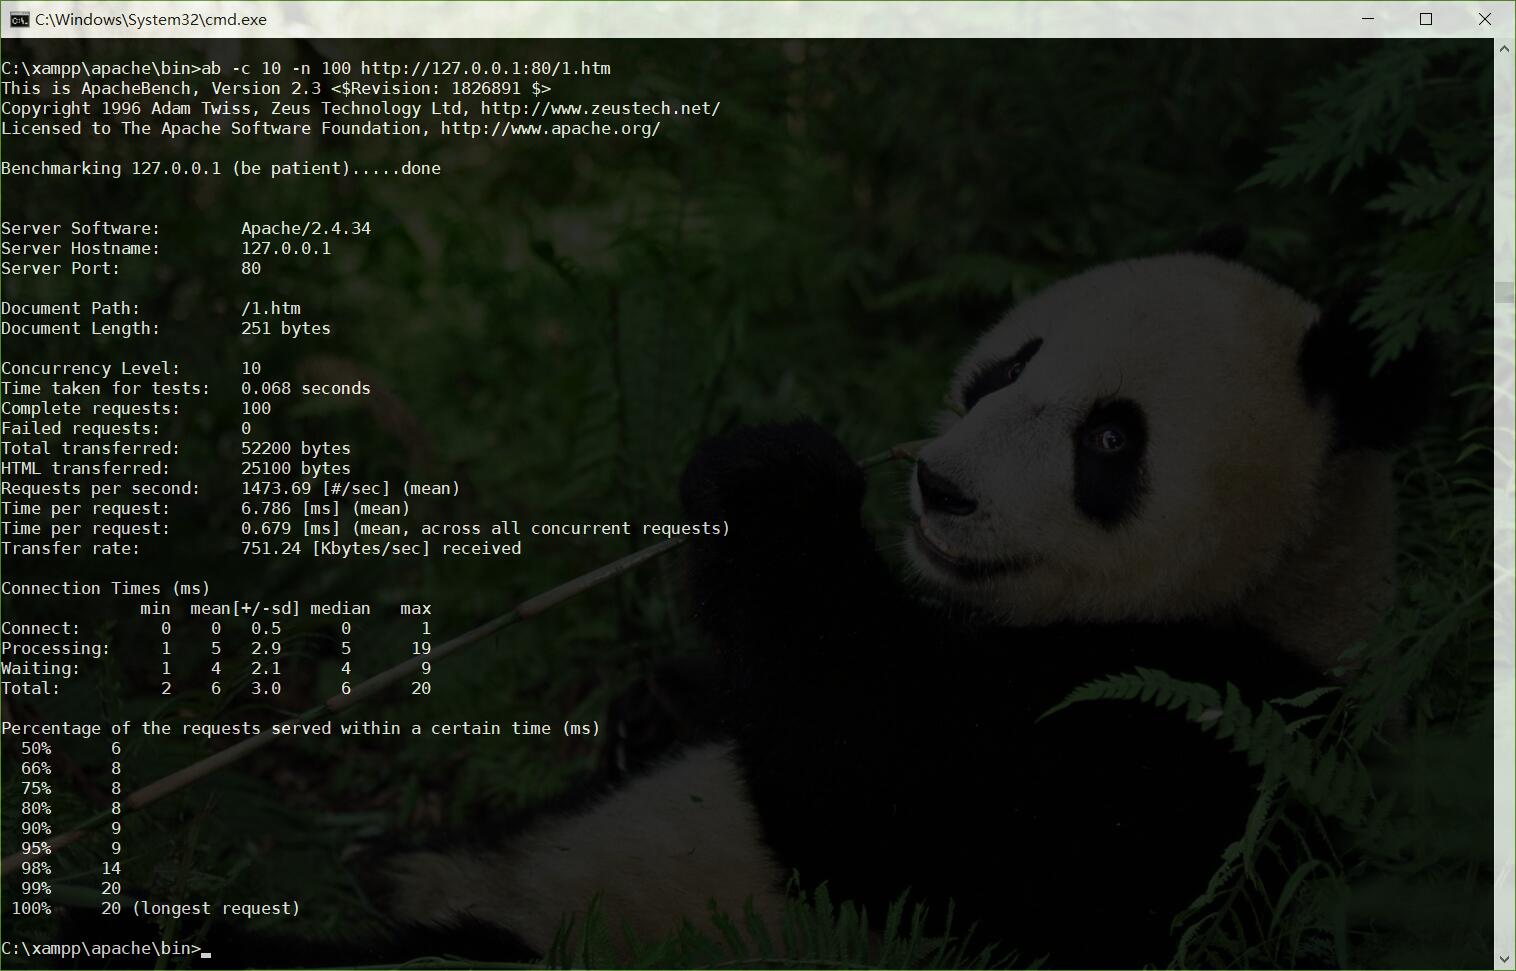 C:\Windows\System32\cmd.exe
C:\xampp\apache\bin>ab -c 10 -n 100 http://127.0.0.1:80/1.htm
This is ApacheBench, Version 2.3 <$Revision: 1826891 $>
Copyright 1996 Adam Twiss, Zeus Technology Ltd, http://www.zeustech.net/
Licensed to The Apache Software Foundation, http://www.apache.org/
Benchmarking 127.0.0.1 (be patient).....done
Server Software:        Apache/2.4.34
Server Hostname:        127.0.0.1
Server Port:            80
Document Path:          /1.htm
Document Length:        251 bytes
Concurrency Level:      10
Time taken for tests:   0.068 seconds
Complete requests:      100
Failed requests:        0
Total transferred:      52200 bytes
HTML transferred:       25100 bytes
Requests per second:    1473.69 [#/sec] (mean)
Time per request:       6.786 [ms] (mean)
Time per request:       0.679 [ms] (mean, across all concurrent requests)
Transfer rate:          751.24 [Kbytes/sec] received
Connection Times (ms)
              min  mean[+/-sd] median   max
Connect:        0    0   0.5      0       1
Processing:     1    5   2.9      5      19
Waiting:        1    4   2.1      4       9
Total:          2    6   3.0      6      20
Percentage of the requests served within a certain time (ms)
  50%      6
  66%      8
  75%      8
  80%      8
  90%      9
  95%      9
  98%     14
  99%     20
 100%     20 (longest request)
C:\xampp\apache\bin>